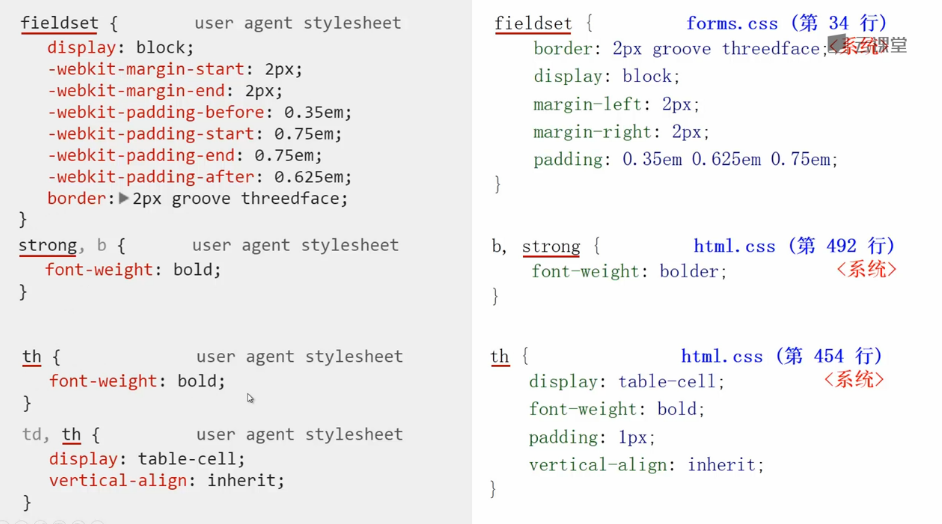 fieldset { user agent stylesheet
display: block;
-webkit-margin-start: 2px;
-webkit-margin-end: 2px;
-webkit-padding-before: 0.35em;
-webkit-padding-start: 0.75em;
-webkit-padding-end: 0.75em;
-webkit-padding-after: 0.625em;
border:▶2px groove threedface;
}
strong, b { user agent stylesheet
font-weight: bold;
}
th { user agent stylesheet
font-weight: bold;
}
td, th { user agent stylesheet
display: table-cell;
vertical-align: inherit;
}
fieldset { forms.css (第 34 行)
border: 2px groove threedface; <系统>
display: block;
margin-left: 2px;
margin-right: 2px;
padding: 0.35em 0.625em 0.75em;
}
b, strong { html.css (第 492 行)
font-weight: bolder; <系统>
}
th { html.css (第 454 行)
display: table-cell; <系统>
font-weight: bold;
padding: 1px;
vertical-align: inherit;
}